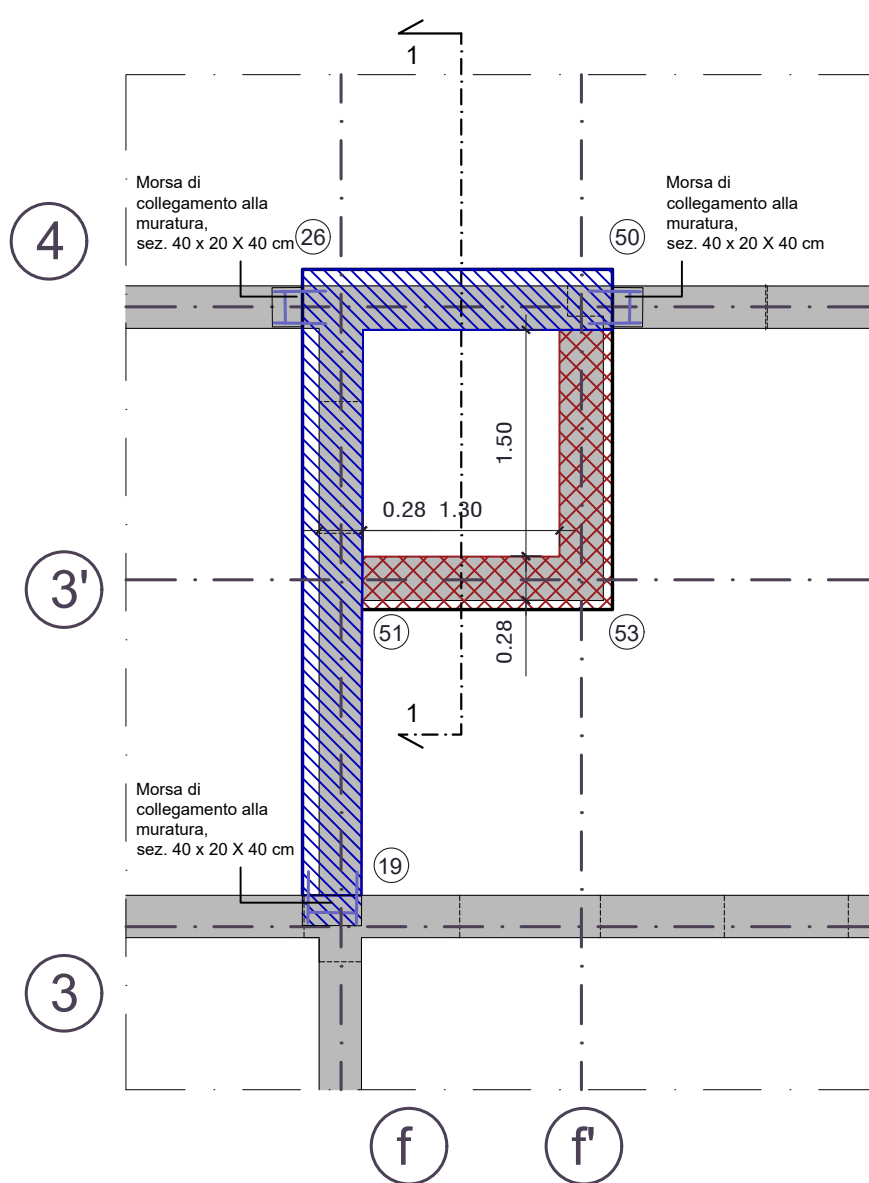 1
Morsa di
collegamento alla
muratura,
sez. 40 x 20 X 40 cm
Morsa di
collegamento alla
muratura,
sez. 40 x 20 X 40 cm
4
26
50
1.50
0.28 1.30
3'
51
53
0.28
1
Morsa di
collegamento alla
muratura,
sez. 40 x 20 X 40 cm
19
3
f
f'